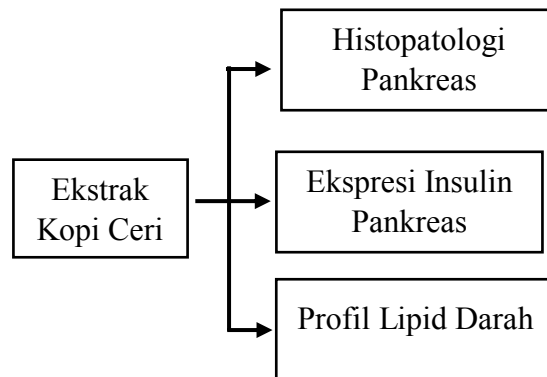 Histopatologi
Pankreas
Ekstrak
Kopi Ceri
Ekspresi Insulin
Pankreas
Profil Lipid Darah